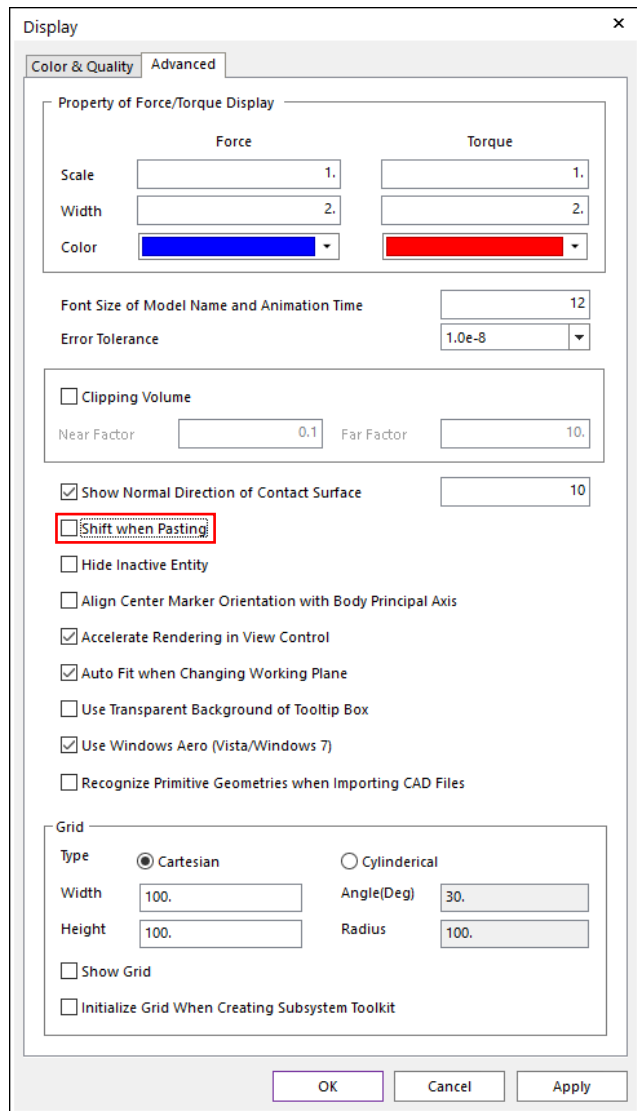 Display
Color & Quality Advanced
Property of Force/Torque Display
Force Torque
Scale 1. 1.
Width 2. 2.
Color
Font Size of Model Name and Animation Time 12
Error Tolerance 1.0e-8
Clipping Volume
Near Factor 0.1 Far Factor 10.
Show Normal Direction of Contact Surface 10
Shift when Pasting
Hide Inactive Entity
Align Center Marker Orientation with Body Principal Axis
Accelerate Rendering in View Control
Auto Fit when Changing Working Plane
Use Transparent Background of Tooltip Box
Use Windows Aero (Vista/Windows 7)
Recognize Primitive Geometries when Importing CAD Files
Grid
Type Cartesian Cylinderical
Width 100. Angle(Deg) 30.
Height 100. Radius 100.
Show Grid
Initialize Grid When Creating Subsystem Toolkit
OK Cancel Apply